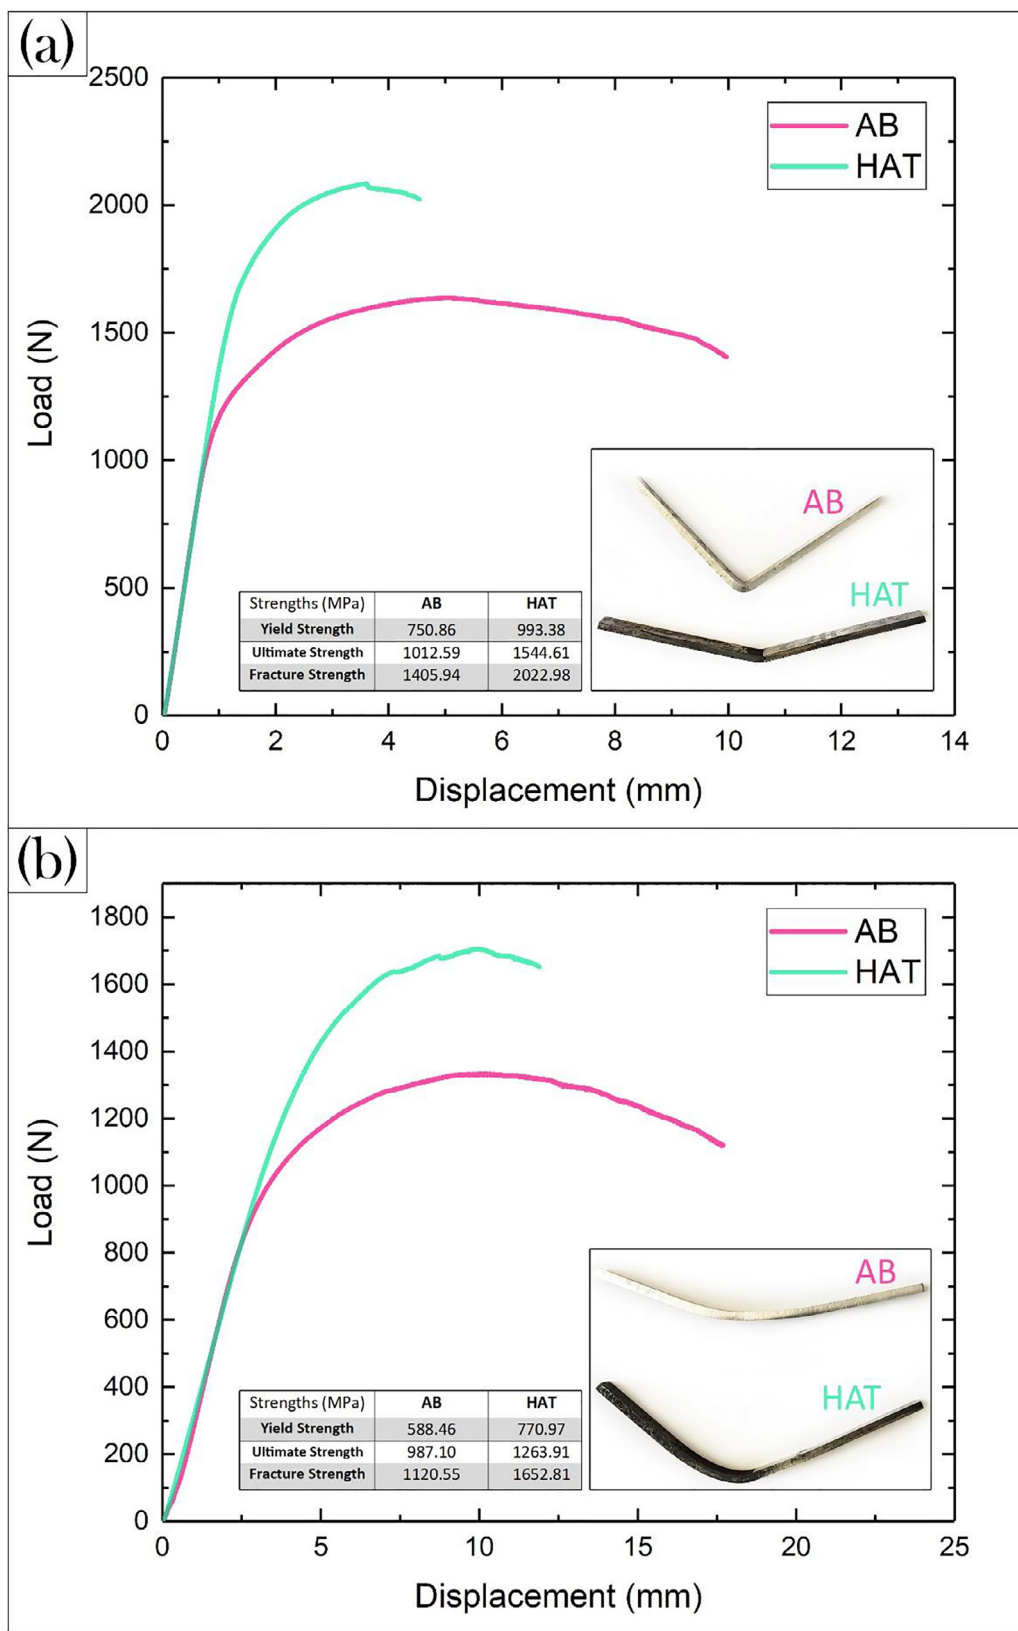 (a)
2500
2000
1500
1000
500
0
Load (N)
AB
HAT
AB
HAT
Strengths (MPa) AB HAT
Yield Strength 750.86 993.38
Ultimate Strength 1012.59 1544.61
Fracture Strength 1405.94 2022.98
0 2 4 6 8 10 12 14
Displacement (mm)
(b)
1800
1600
1400
1200
1000
800
600
400
200
0
Load (N)
AB
HAT
AB
HAT
Strengths (MPa) AB HAT
Yield Strength 588.46 770.97
Ultimate Strength 987.10 1263.91
Fracture Strength 1120.55 1652.81
0 5 10 15 20 25
Displacement (mm)